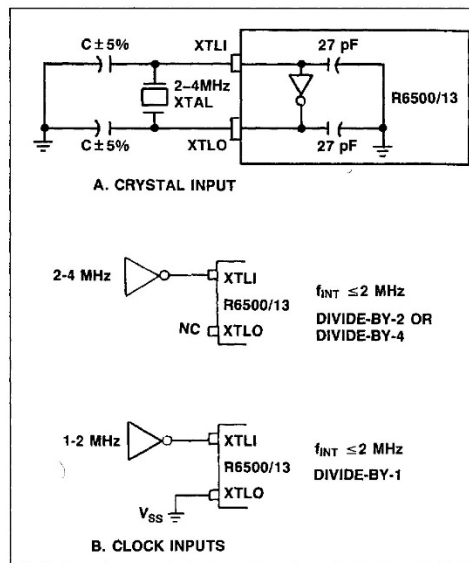 C ± 5%
XTLI
27 pF
2–4MHz
XTAL
R6500/13
C ± 5%
XTLO
27 pF
A. CRYSTAL INPUT
2-4 MHz
XTLI
R6500/13
NC
XTLO
fINT ≤2 MHz
DIVIDE-BY-2 OR
DIVIDE-BY-4
1-2 MHz
XTLI
R6500/13
XTLO
VSS
fINT ≤2 MHz
DIVIDE-BY-1
B. CLOCK INPUTS